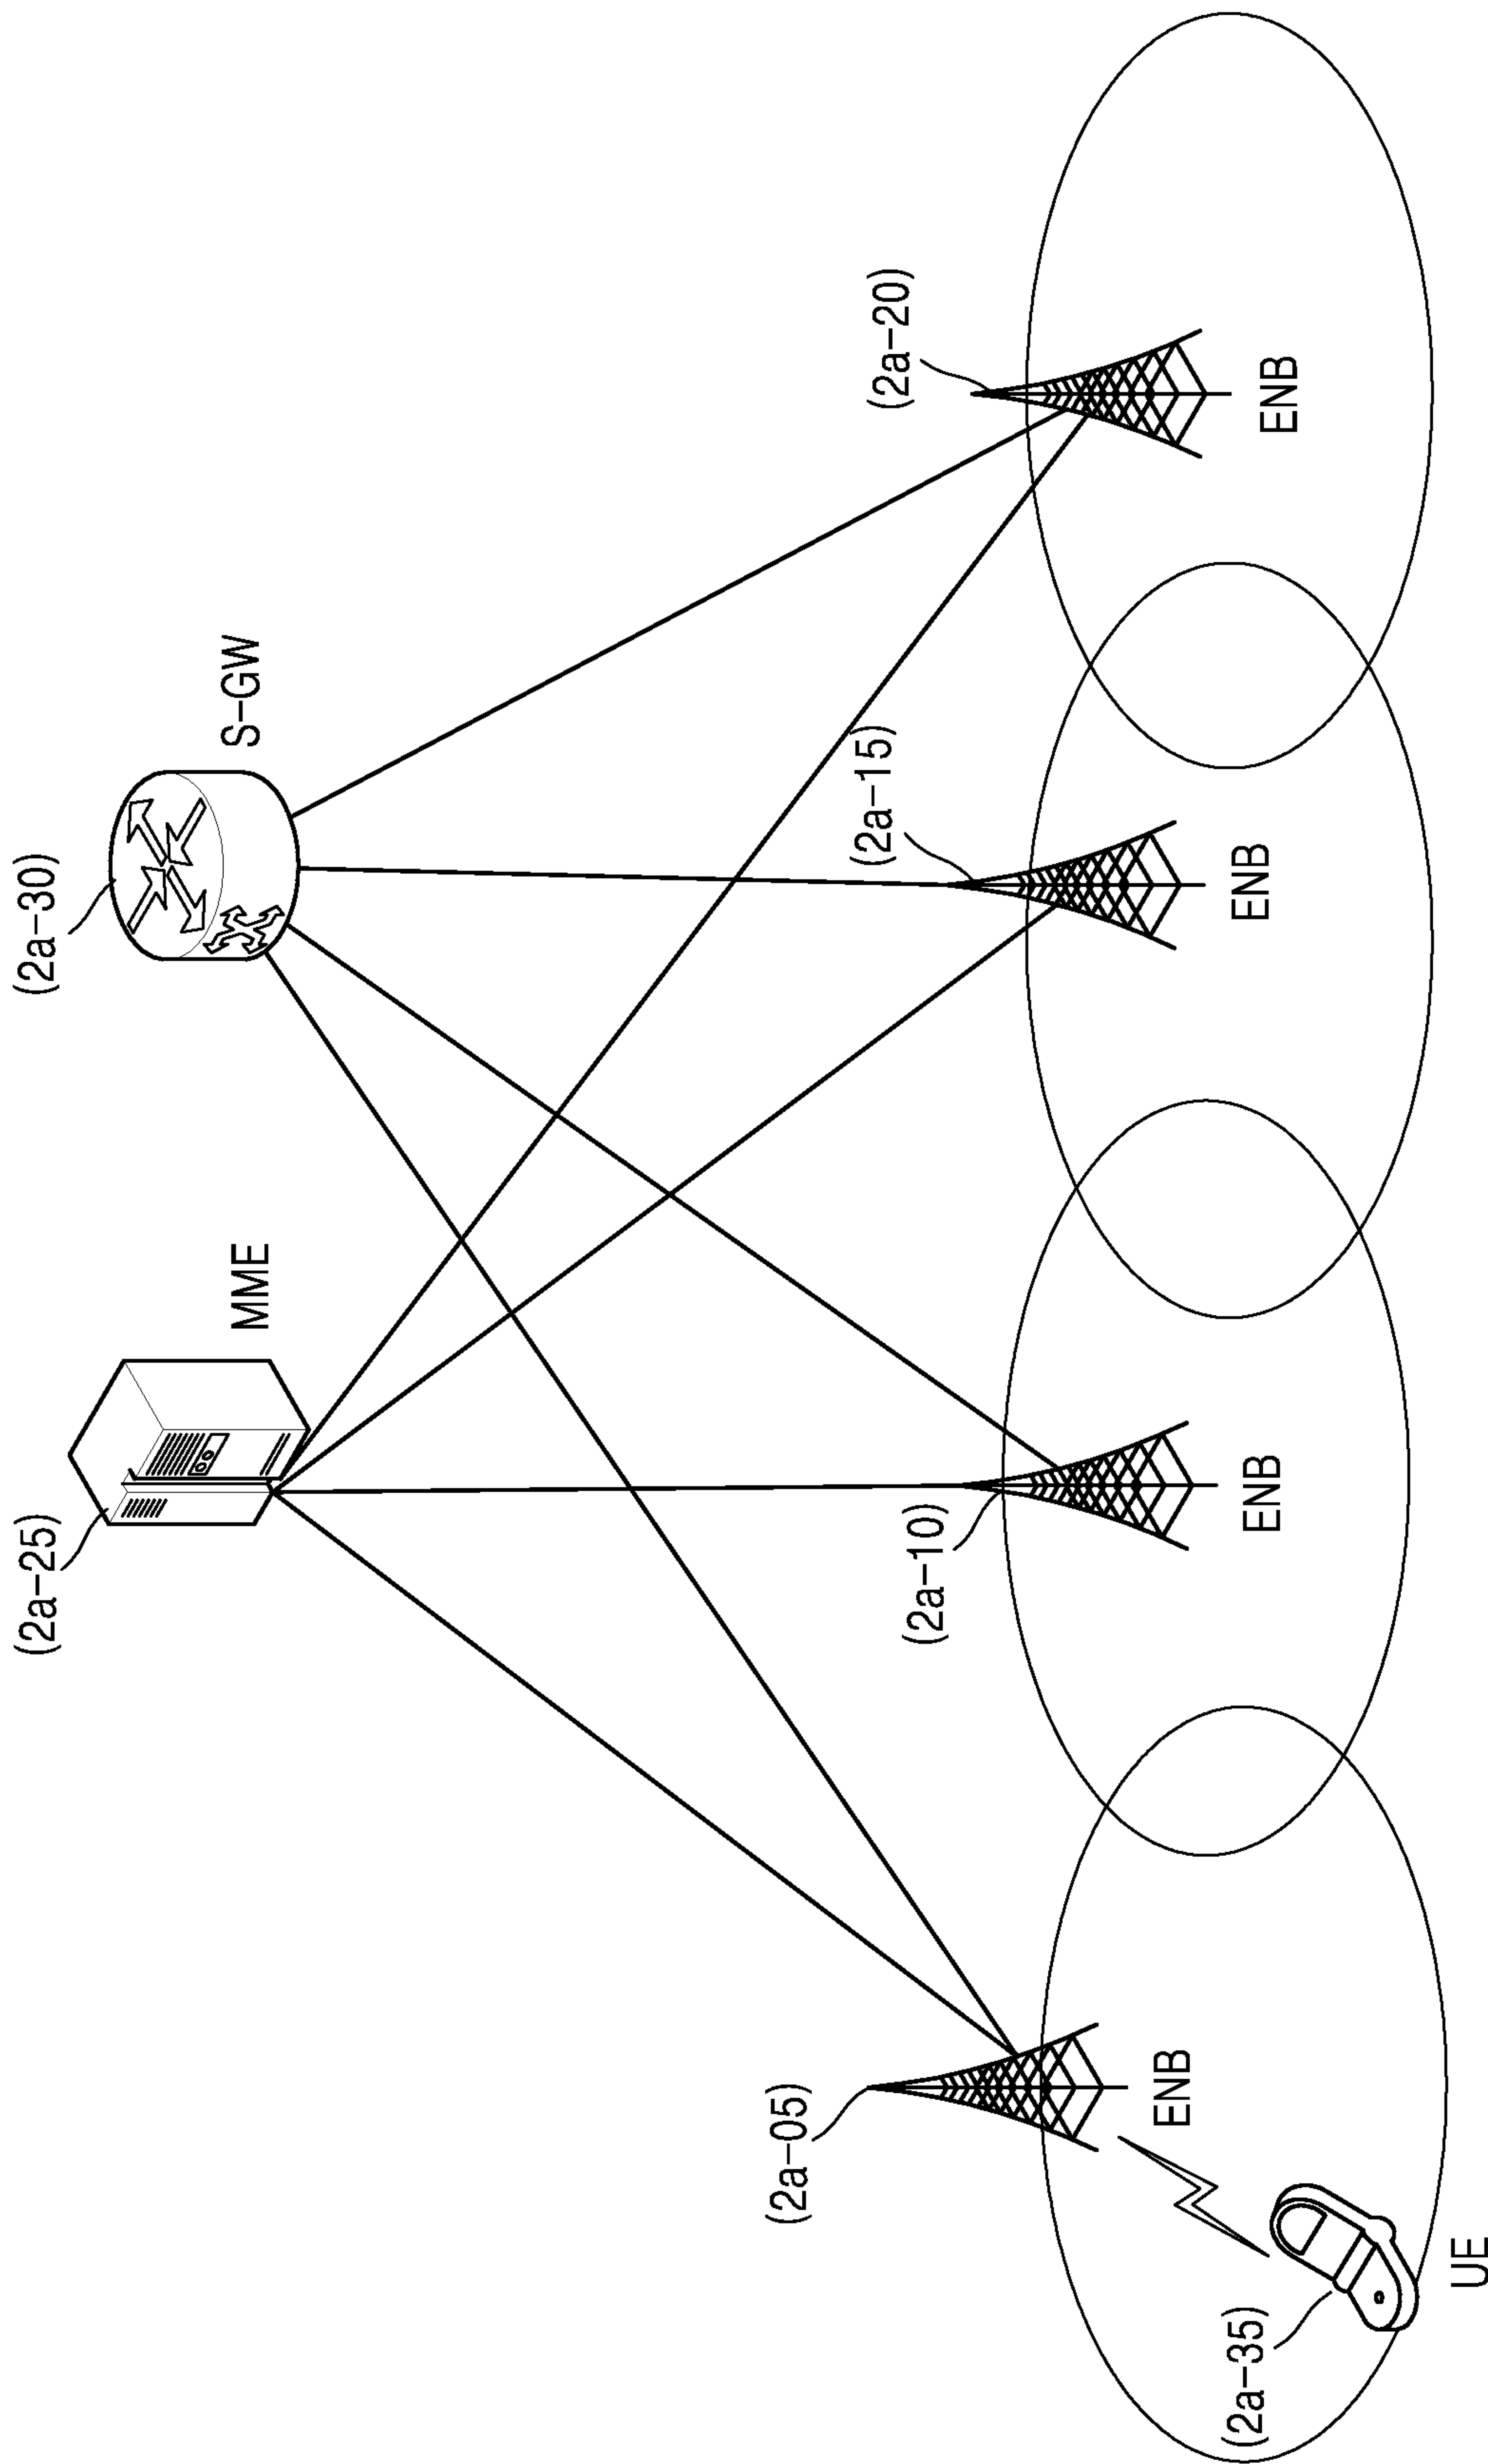 (2a-25)
(2a-30)
MME
S-GW
(2a-05)
(2a-10)
(2a-15)
(2a-20)
ENB
ENB
ENB
ENB
(2a-35)
UE